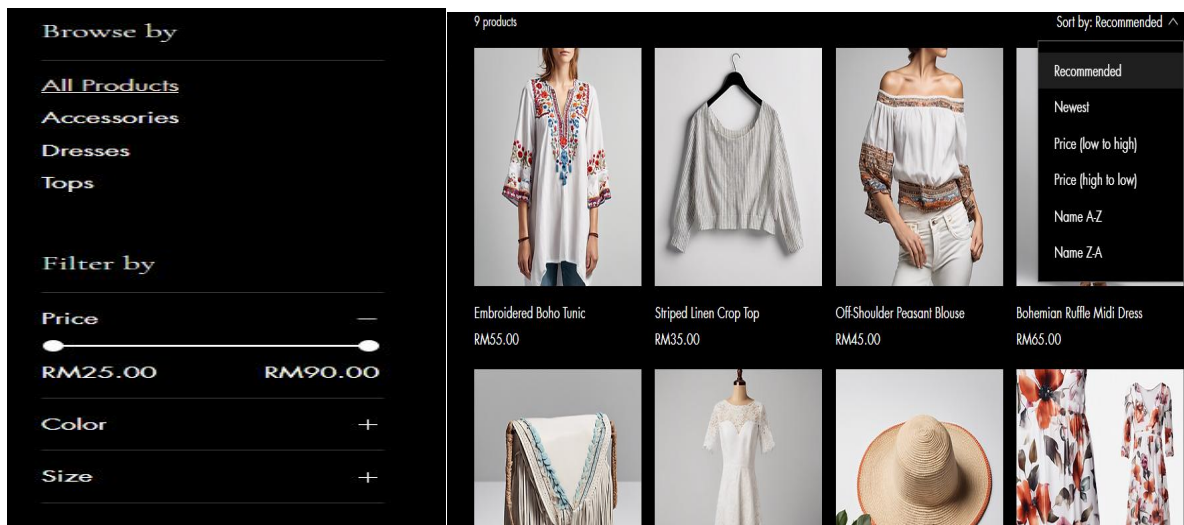 Browse by
All Products
Accessories
Dresses
Tops
Filter by
Price —
RM25.00 RM90.00
Color +
Size +
9 products
Sort by: Recommended
Recommended
Newest
Price (low to high)
Price (high to low)
Name A-Z
Name Z-A
Embroidered Boho Tunic
RM55.00
Striped Linen Crop Top
RM35.00
Off-Shoulder Peasant Blouse
RM45.00
Bohemian Ruffle Midi Dress
RM65.00